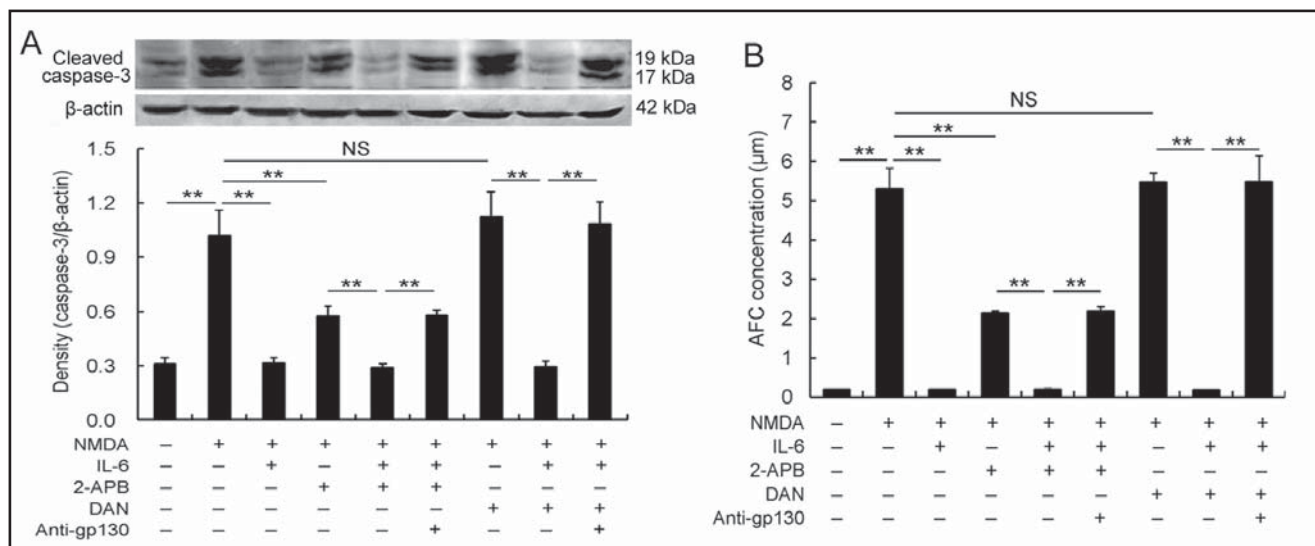 A
Cleaved
caspase-3
19 kDa
17 kDa
β-actin
42 kDa
Density (caspase-3/β-actin)
1.5
1.2
0.9
0.6
0.3
0.0
NS
**
** **
** **
** **
NMDA − + + + + + + + +
IL-6 − − + − + + − + +
2-APB − − − + + + − − −
DAN − − − − − − + + +
Anti-gp130 − − − − − + − − +
B
AFC concentration (μm)
8
7
6
5
4
3
2
1
0
NS
**
** **
** **
** **
NMDA − + + + + + + + +
IL-6 − − + − + + − + +
2-APB − − − + + + − − −
DAN − − − − − − + + +
Anti-gp130 − − − − − + − − +